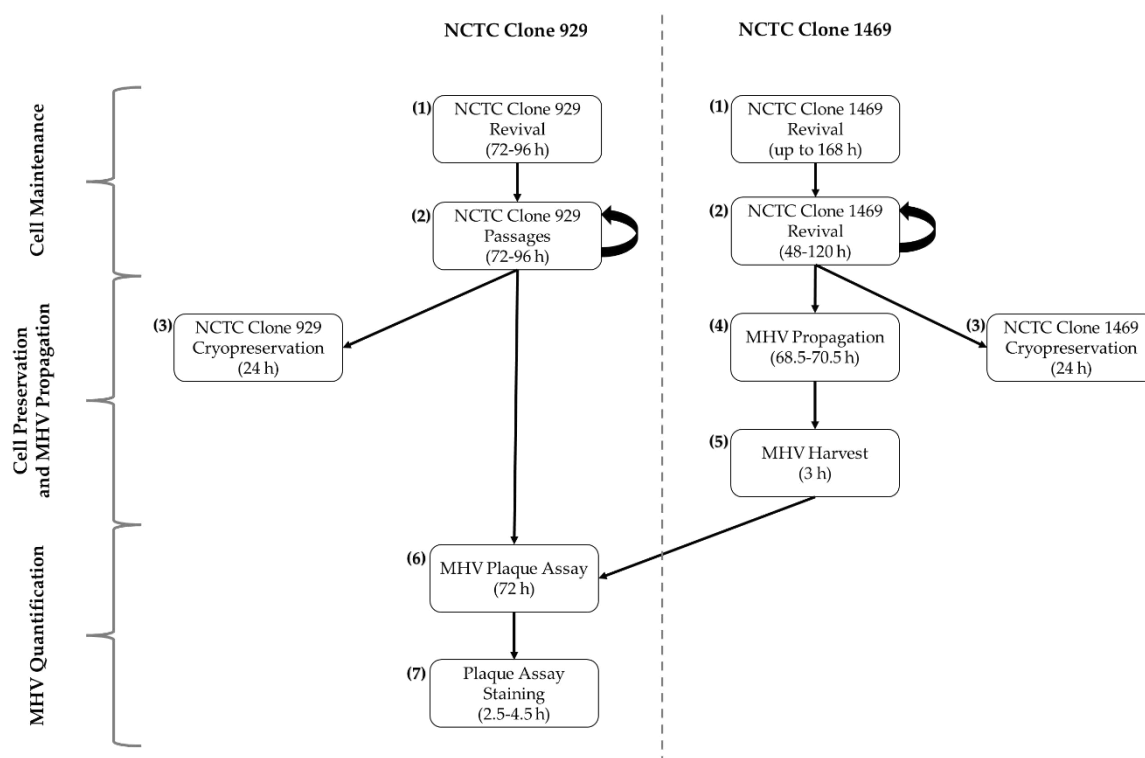 NCTC Clone 929
NCTC Clone 1469
Cell Maintenance
Cell Preservation
and MHV Propagation
MHV Quantification
(1)
NCTC Clone 929
Revival
(72-96 h)
(1)
NCTC Clone 1469
Revival
(up to 168 h)
(2)
NCTC Clone 929
Passages
(72-96 h)
(2)
NCTC Clone 1469
Revival
(48-120 h)
(3)
NCTC Clone 929
Cryopreservation
(24 h)
(4)
MHV Propagation
(68.5-70.5 h)
(3)
NCTC Clone 1469
Cryopreservation
(24 h)
(5)
MHV Harvest
(3 h)
(6)
MHV Plaque Assay
(72 h)
(7)
Plaque Assay
Staining
(2.5-4.5 h)